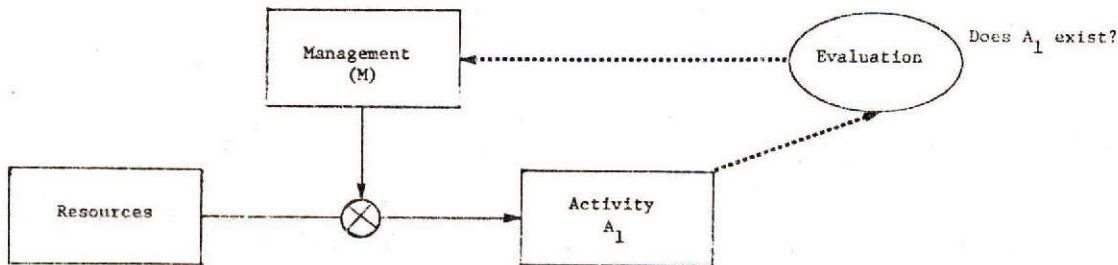 Management
(M)
Evaluation
Does A1 exist?
Resources
Activity
A1